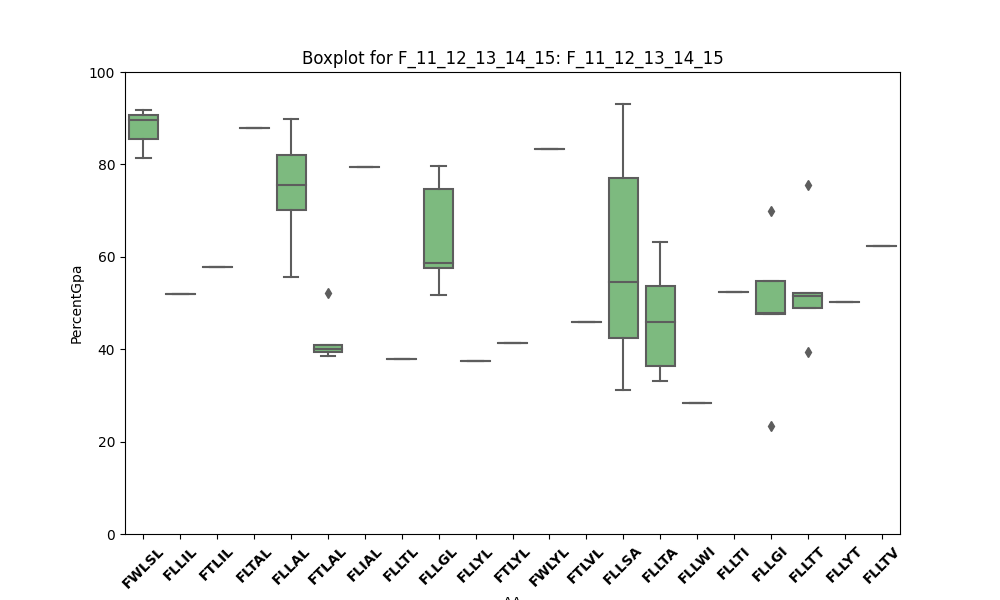 Boxplot for F_11_12_13_14_15: F_11_12_13_14_15
100
80
60
40
20
0
PercentGpa
FWLSL
FLLIL
FTLIL
FLTAL
FLLAL
FTLAL
FLIAL
FLLTL
FLLGL
FLLYL
FTLYL
FWLYL
FTLVL
FLLSA
FLLTA
FLLWI
FLLTI
FLLGI
FLLTT
FLLYT
FLLTV